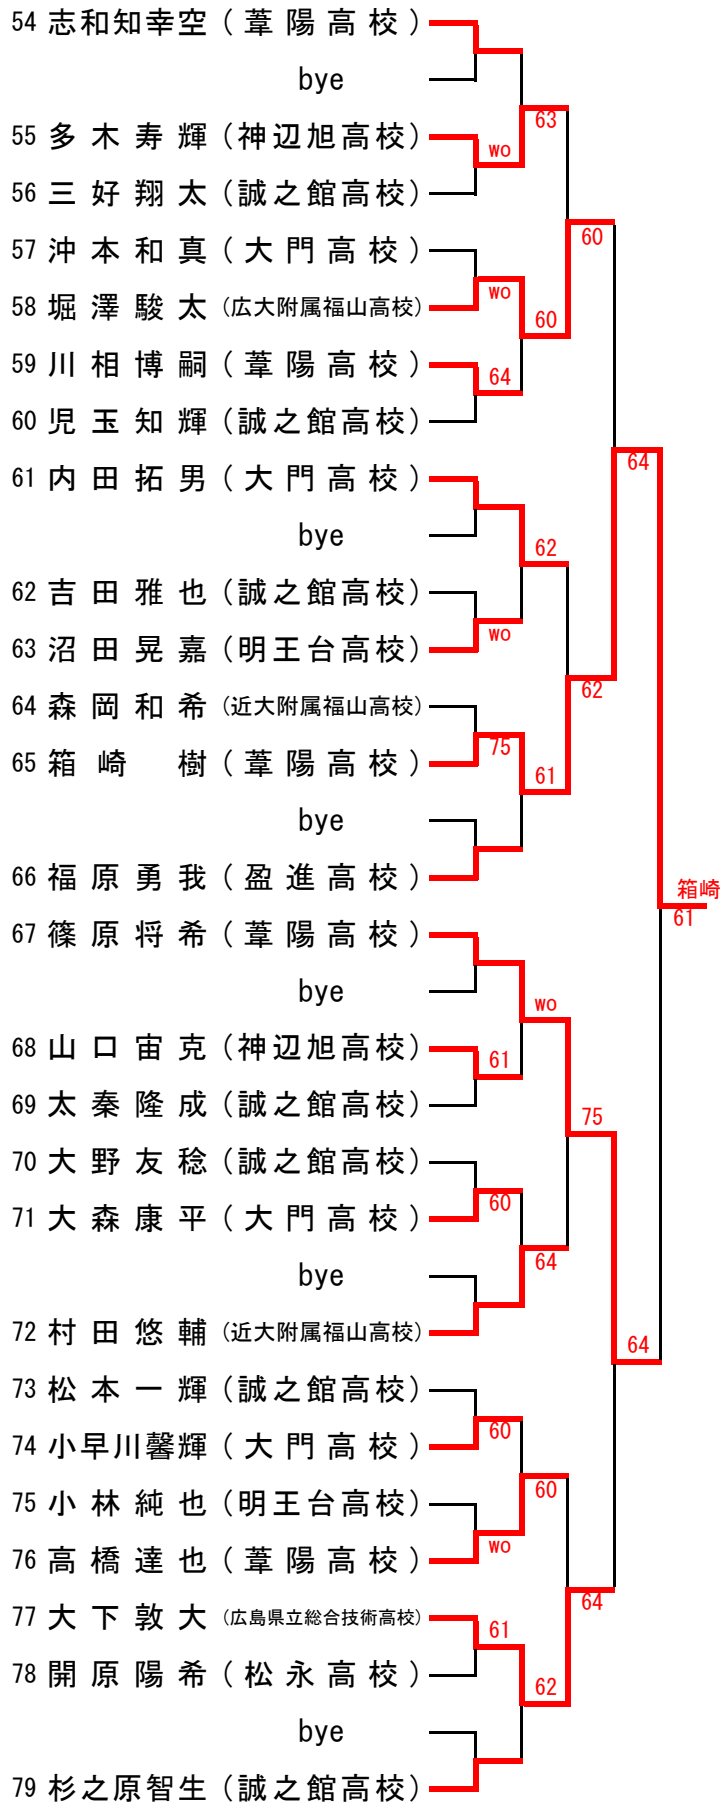 54 志和知幸空 (葦陽高校)
bye
63
55 多木寿輝 (神辺旭高校)
wo
56 三好翔太 (誠之館高校)
60
57 沖本和真 (大門高校)
wo
58 堀澤駿太 (広大附属福山高校)
60
59 川相博嗣 (葦陽高校)
64
60 児玉知輝 (誠之館高校)
64
61 内田拓男 (大門高校)
bye
62
62 吉田雅也 (誠之館高校)
wo
63 沼田晃嘉 (明王台高校)
62
64 森岡和希 (近大附属福山高校)
75
65 箱崎樹 (葦陽高校)
61
bye
66 福原勇我 (盈進高校)
箱崎
61
67 篠原将希 (葦陽高校)
bye
wo
68 山口宙克 (神辺旭高校)
61
69 太秦隆成 (誠之館高校)
75
70 大野友稔 (誠之館高校)
60
71 大森康平 (大門高校)
64
bye
72 村田悠輔 (近大附属福山高校)
64
73 松本一輝 (誠之館高校)
60
74 小早川馨輝 (大門高校)
60
75 小林純也 (明王台高校)
wo
76 高橋達也 (葦陽高校)
64
77 大下敦大 (広島県立総合技術高校)
61
78 開原陽希 (松永高校)
62
bye
79 杉之原智生 (誠之館高校)